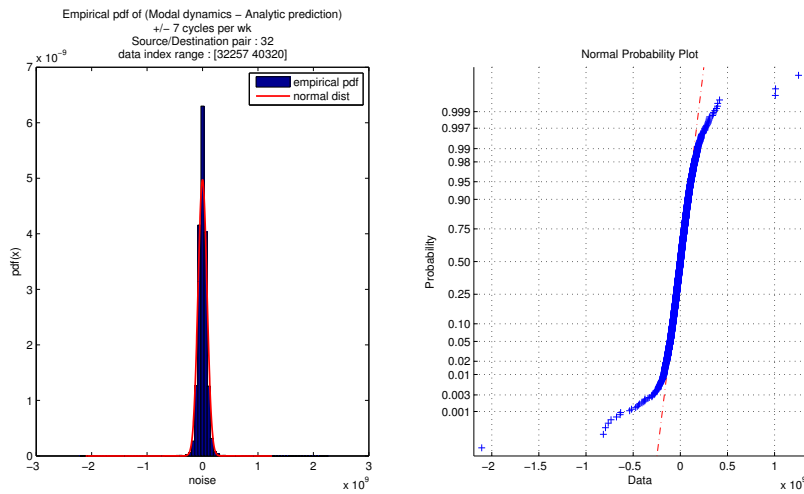 Empirical pdf of (Modal dynamics − Analytic prediction)
+/− 7 cycles per wk
Source/Destination pair : 32
data index range : [32257 40320]
x 10^−9
7
6
5
4
3
2
1
0
pdf(x)
empirical pdf
normal dist
−3 −2 −1 0 1 2 3
noise
x 10^9
Normal Probability Plot
0.999
0.997
0.99
0.98
0.95
0.90
0.75
0.50
0.25
0.10
0.05
0.02
0.01
0.003
0.001
Probability
−2 −1.5 −1 −0.5 0 0.5 1
Data